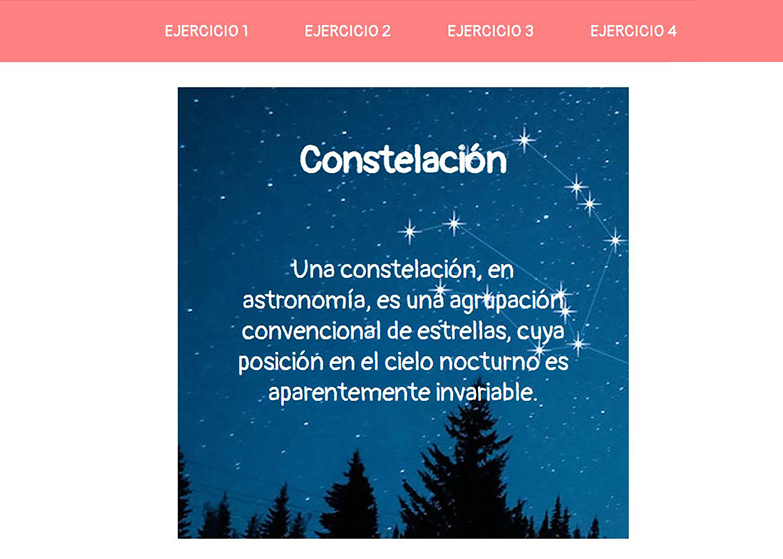 EJERCICIO 1 EJERCICIO 2 EJERCICIO 3 EJERCICIO 4
Constelación
Una constelación, en
astronomía, es una agrupación
convencional de estrellas, cuya
posición en el cielo nocturno es
aparentemente invariable.